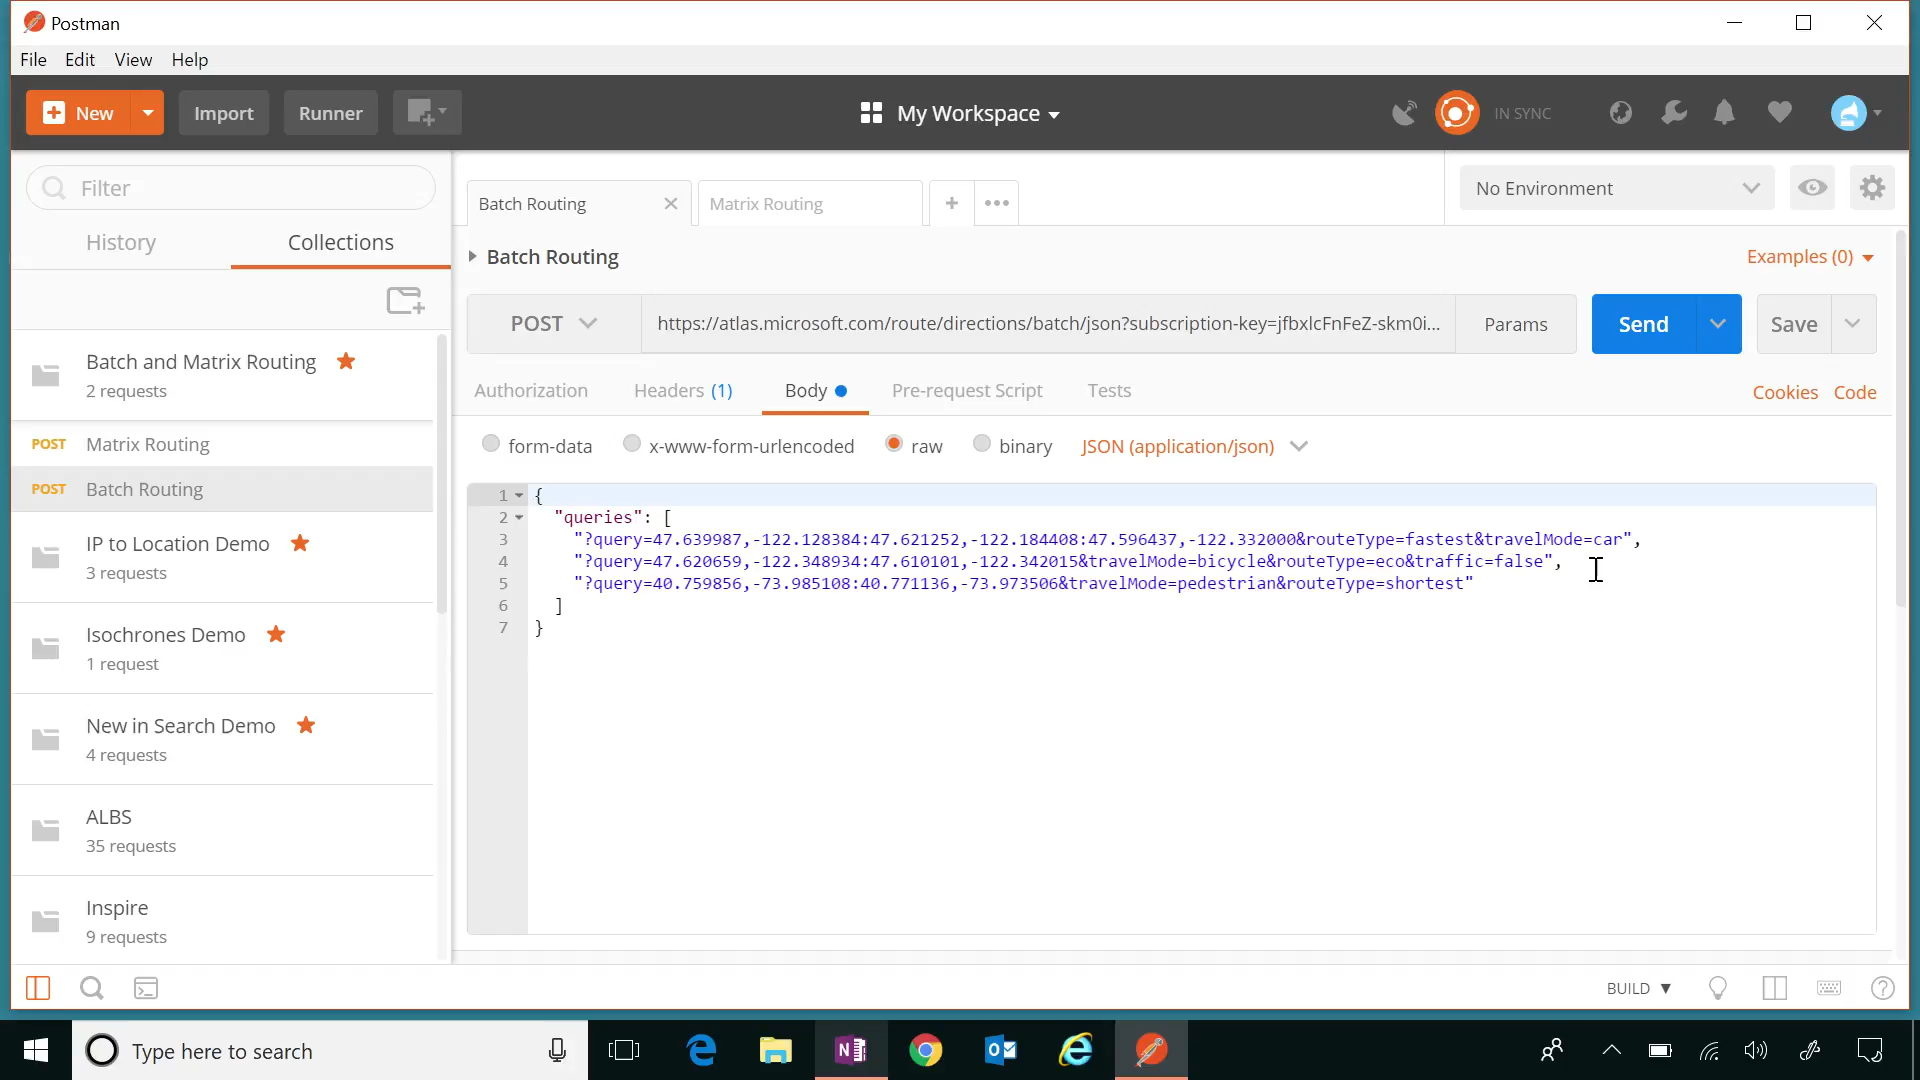 Postman
File Edit View Help
New Import Runner My Workspace IN SYNC
Filter
History Collections
Batch and Matrix Routing
2 requests
POST Matrix Routing
POST Batch Routing
IP to Location Demo
3 requests
Isochrones Demo
1 request
New in Search Demo
4 requests
ALBS
35 requests
Inspire
9 requests
Batch Routing Matrix Routing
No Environment
Batch Routing
Examples (0)
POST https://atlas.microsoft.com/route/directions/batch/json?subscription-key=jfbxlcFnFeZ-skm0i... Params Send Save
Authorization Headers (1) Body Pre-request Script Tests Cookies Code
form-data x-www-form-urlencoded raw binary JSON (application/json)
1 {
2 "queries": [
3 "?query=47.639987,-122.128384:47.621252,-122.184408:47.596437,-122.332000&routeType=fastest&travelMode=car",
4 "?query=47.620659,-122.348934:47.610101,-122.342015&travelMode=bicycle&routeType=eco&traffic=false",
5 "?query=40.759856,-73.985108:40.771136,-73.973506&travelMode=pedestrian&routeType=shortest"
6 ]
7 }
BUILD
Type here to search